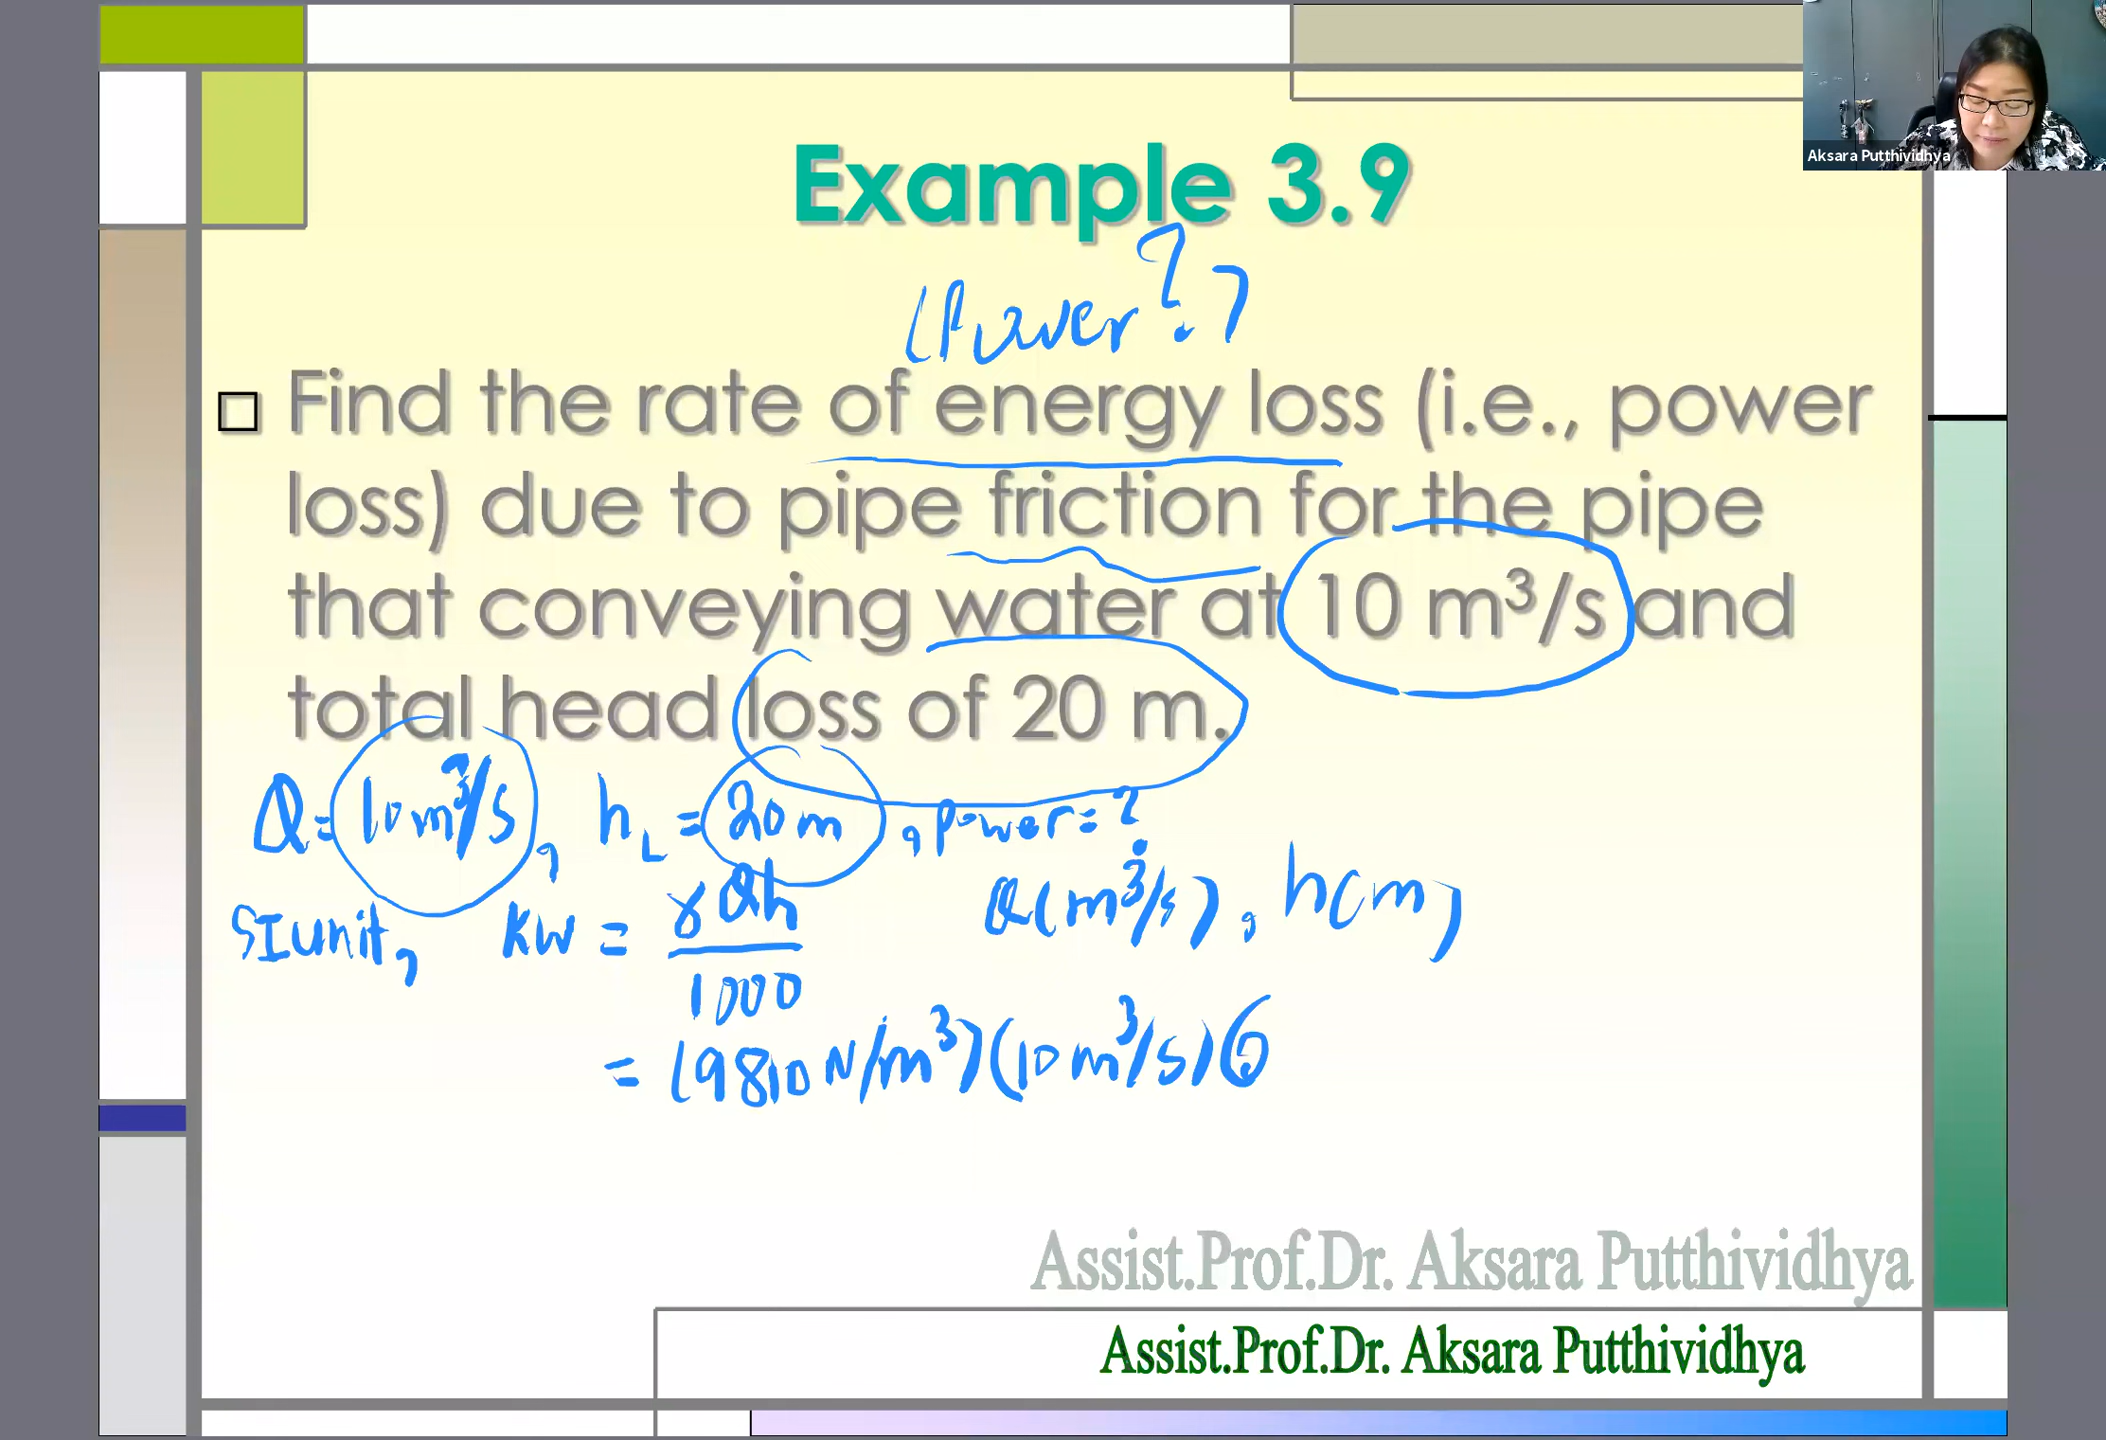 Aksara Putthividhya
Example 3.9
(Power?)
Find the rate of energy loss (i.e., power
loss) due to pipe friction for the pipe
that conveying water at 10 m³/s and
total head loss of 20 m.
Q = 10 m³/s, h_L = 20 m, power = ?
SI unit, KW = γQh / 1000 Q(m³/s), h(m)
= (9810 N/m³)(10 m³/s)(
Assist.Prof.Dr. Aksara Putthividhya
Assist.Prof.Dr. Aksara Putthividhya